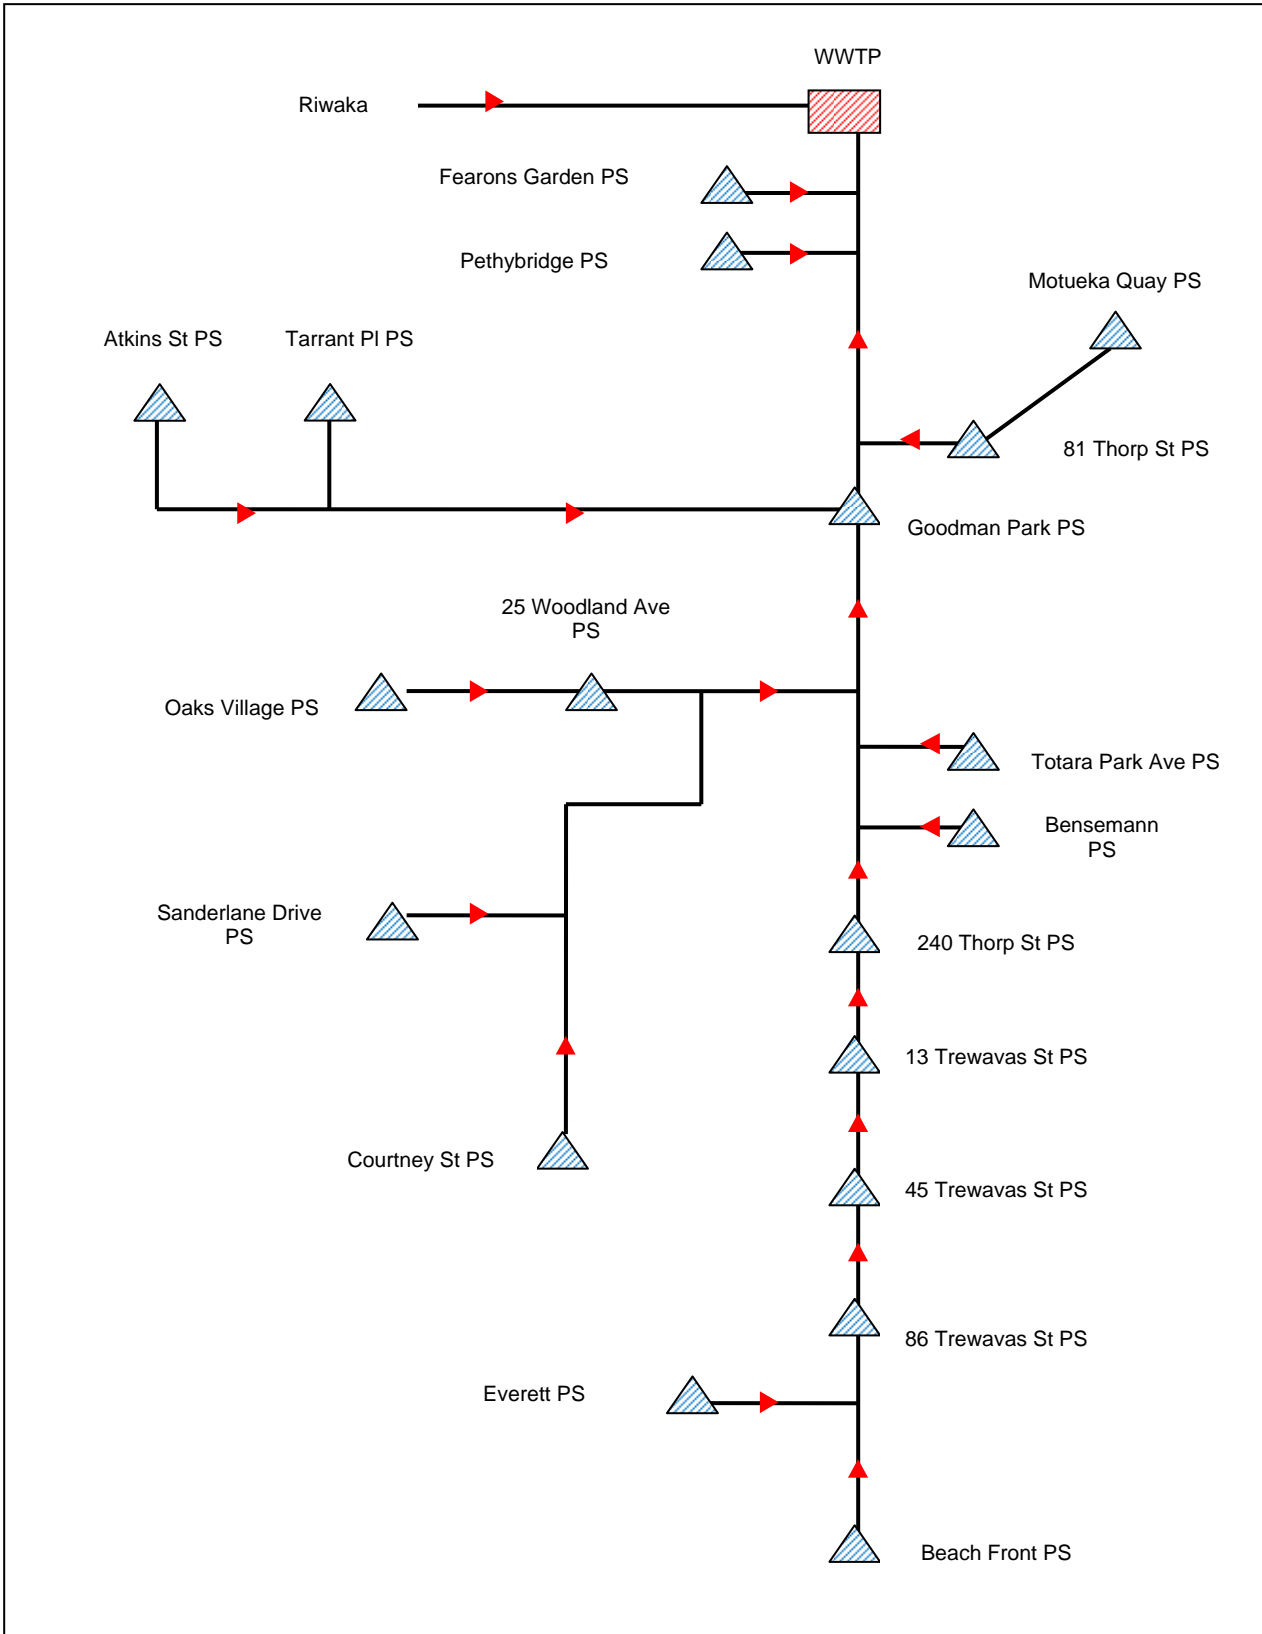 WWTP
Riwaka
Fearons Garden PS
Pethybridge PS
Motueka Quay PS
Atkins St PS
Tarrant Pl PS
81 Thorp St PS
Goodman Park PS
25 Woodland Ave
PS
Oaks Village PS
Totara Park Ave PS
Bensemann
PS
Sanderlane Drive
PS
240 Thorp St PS
13 Trewavas St PS
Courtney St PS
45 Trewavas St PS
86 Trewavas St PS
Everett PS
Beach Front PS